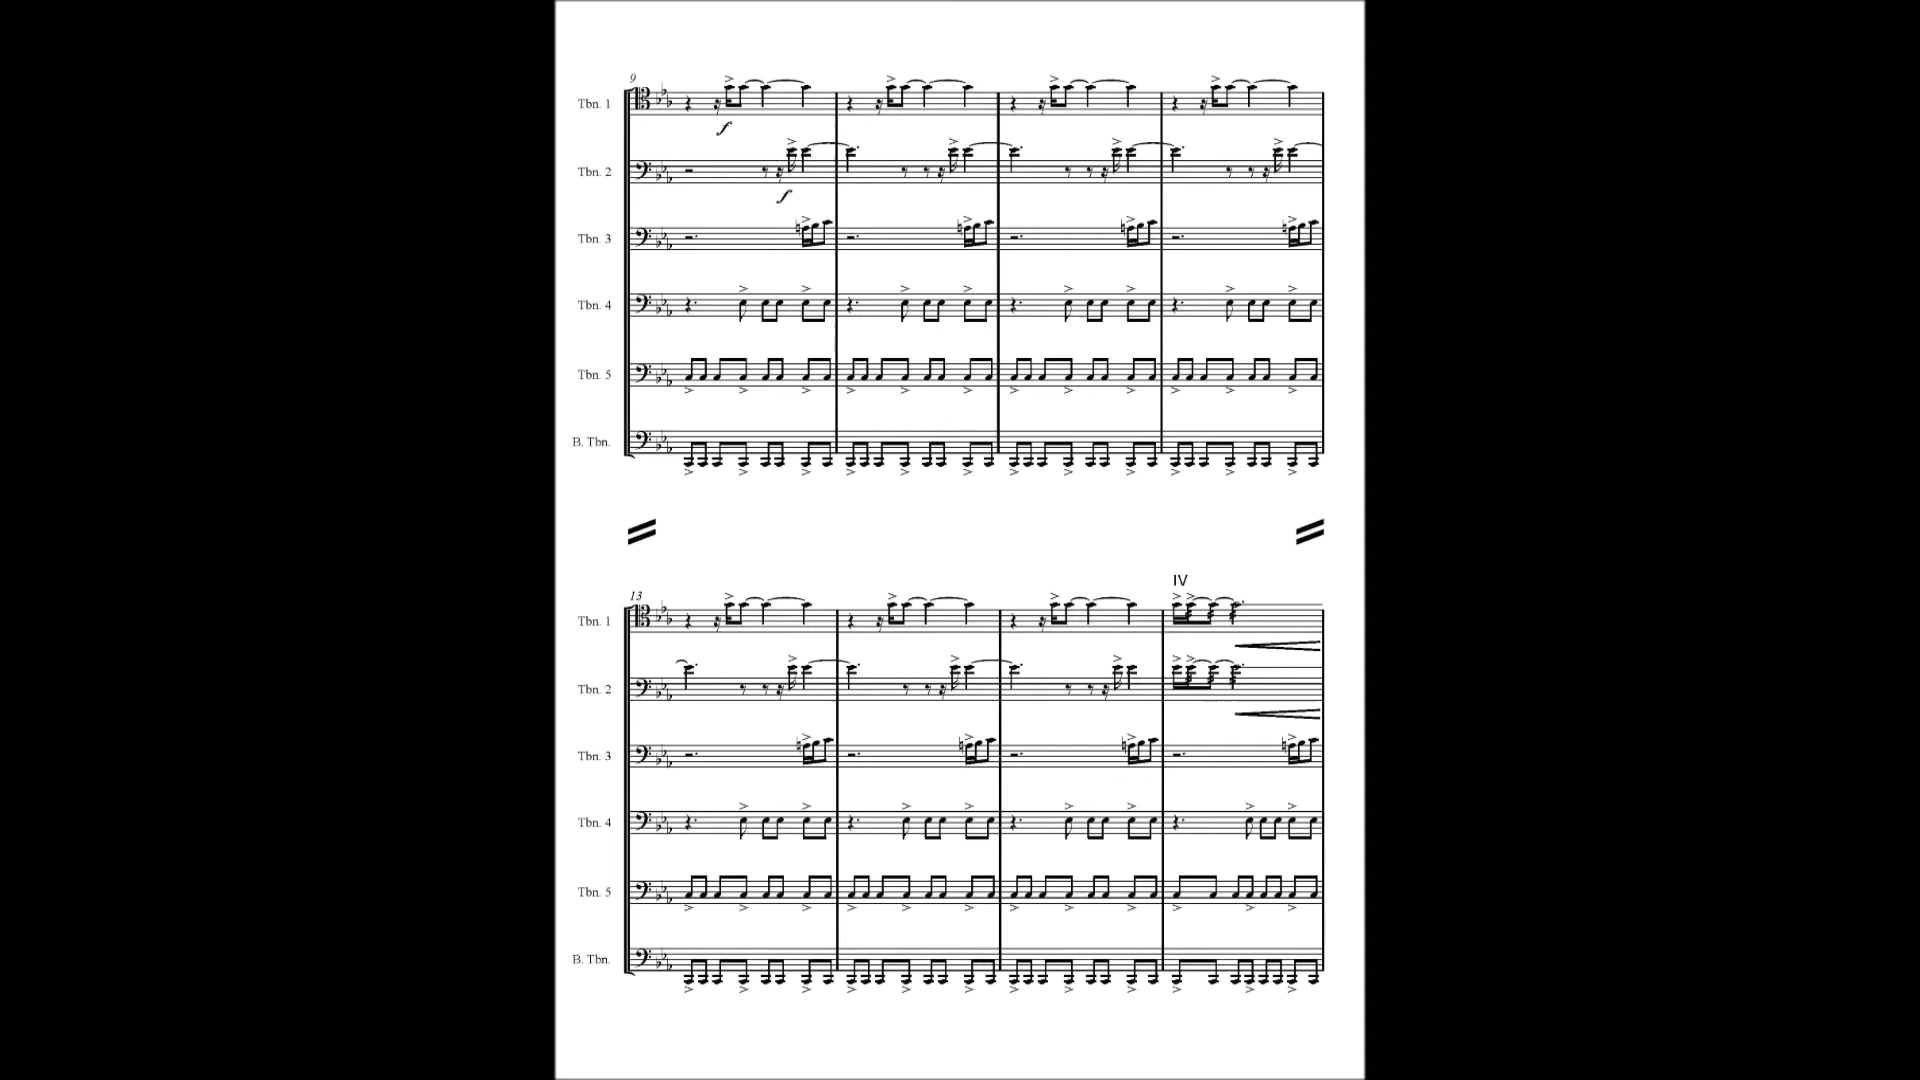 9
Tbn. 1
f
Tbn. 2
f
Tbn. 3
Tbn. 4
Tbn. 5
B. Tbn.
IV
13
Tbn. 1
Tbn. 2
Tbn. 3
Tbn. 4
Tbn. 5
B. Tbn.